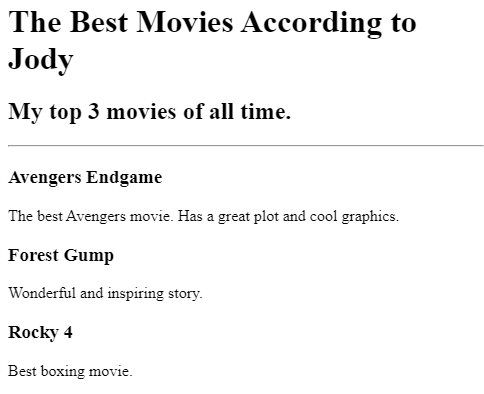 The Best Movies According to
Jody
My top 3 movies of all time.
Avengers Endgame
The best Avengers movie. Has a great plot and cool graphics.
Forest Gump
Wonderful and inspiring story.
Rocky 4
Best boxing movie.